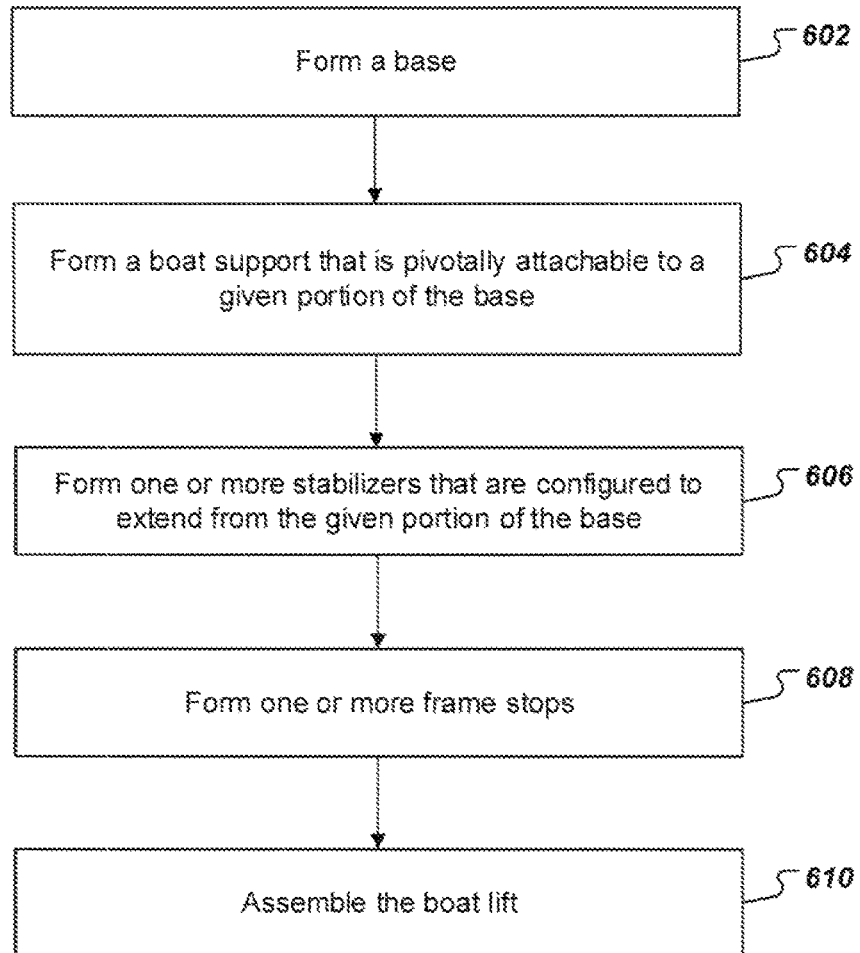 Form a base
602
Form a boat support that is pivotally attachable to a
given portion of the base
604
Form one or more stabilizers that are configured to
extend from the given portion of the base
606
Form one or more frame stops
608
Assemble the boat lift
610